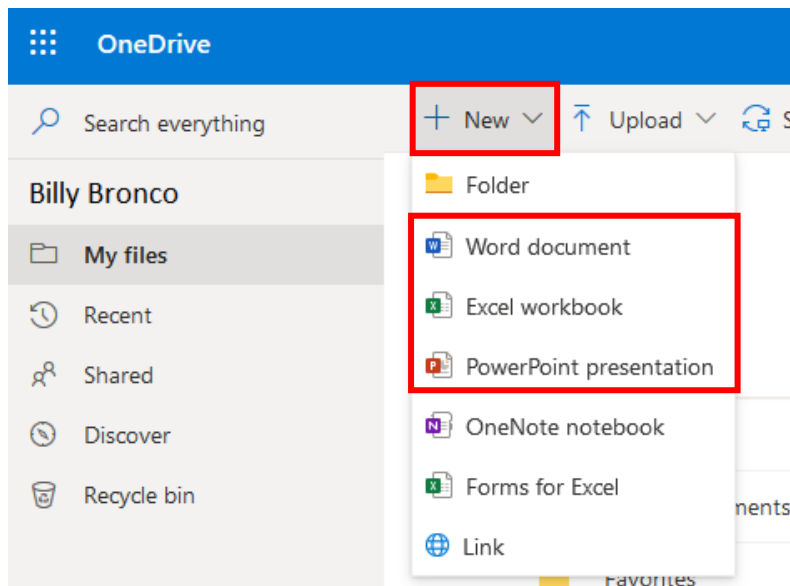 OneDrive
Search everything
New
Upload
Billy Bronco
My files
Recent
Shared
Discover
Recycle bin
Folder
Word document
Excel workbook
PowerPoint presentation
OneNote notebook
Forms for Excel
Link
Favorites